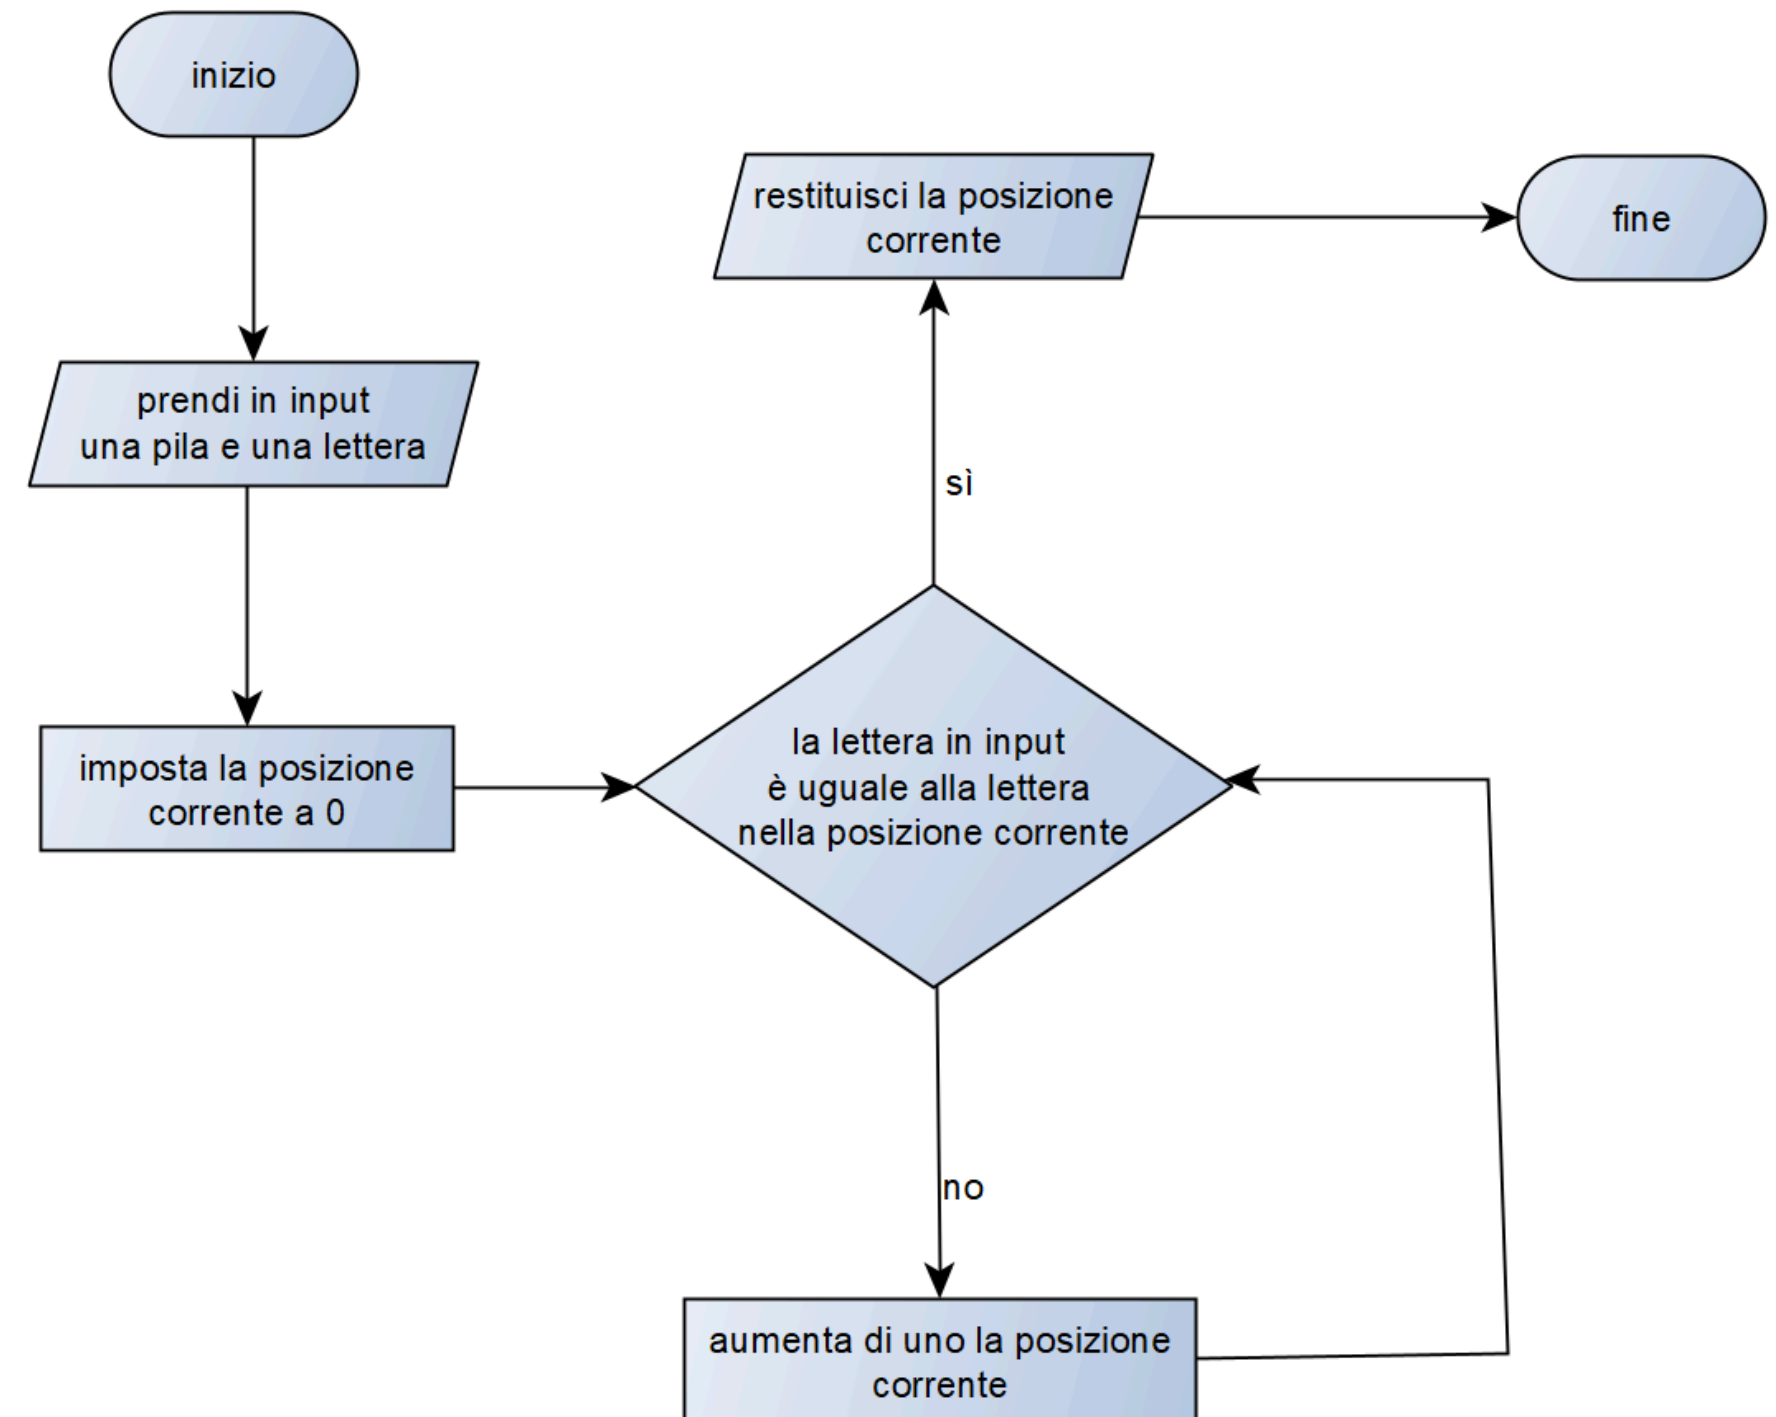 inizio
prendi in input
una pila e una lettera
imposta la posizione
corrente a 0
la lettera in input
è uguale alla lettera
nella posizione corrente
sì
restituisci la posizione
corrente
fine
no
aumenta di uno la posizione
corrente